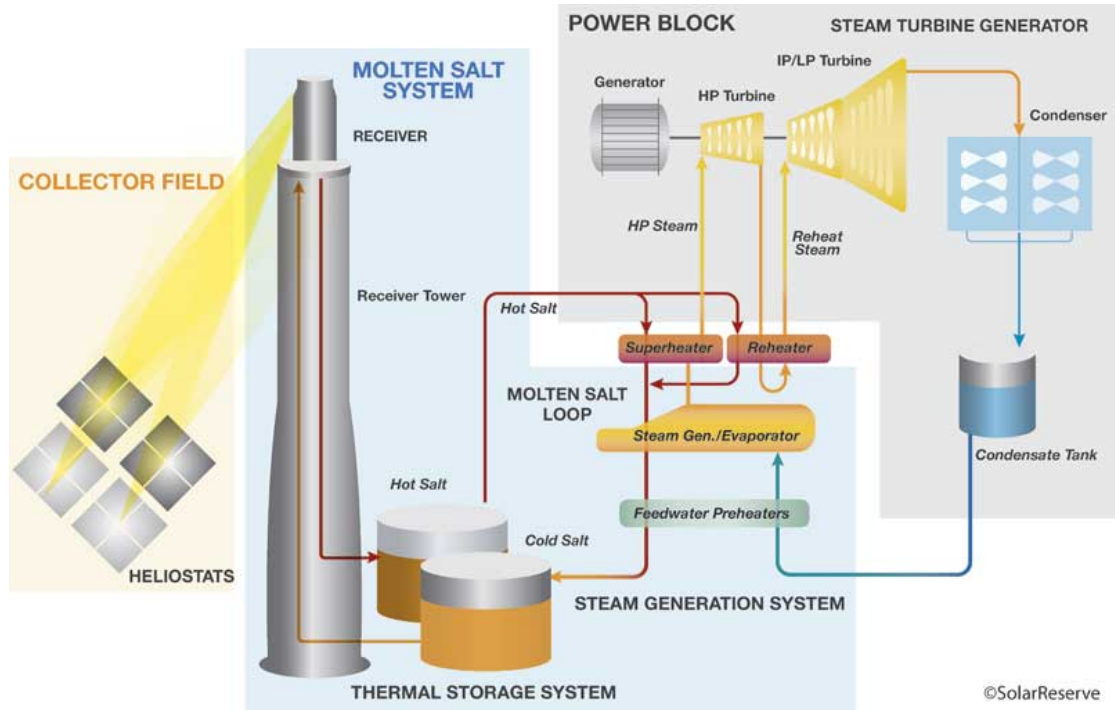 POWER BLOCK
STEAM TURBINE GENERATOR
IP/LP Turbine
MOLTEN SALT
SYSTEM
Generator
HP Turbine
Condenser
RECEIVER
COLLECTOR FIELD
HP Steam
Reheat
Steam
Receiver Tower
Hot Salt
Superheater
Reheater
MOLTEN SALT
LOOP
Steam Gen./Evaporator
Condensate Tank
Hot Salt
Feedwater Preheaters
Cold Salt
HELIOSTATS
STEAM GENERATION SYSTEM
THERMAL STORAGE SYSTEM
©SolarReserve